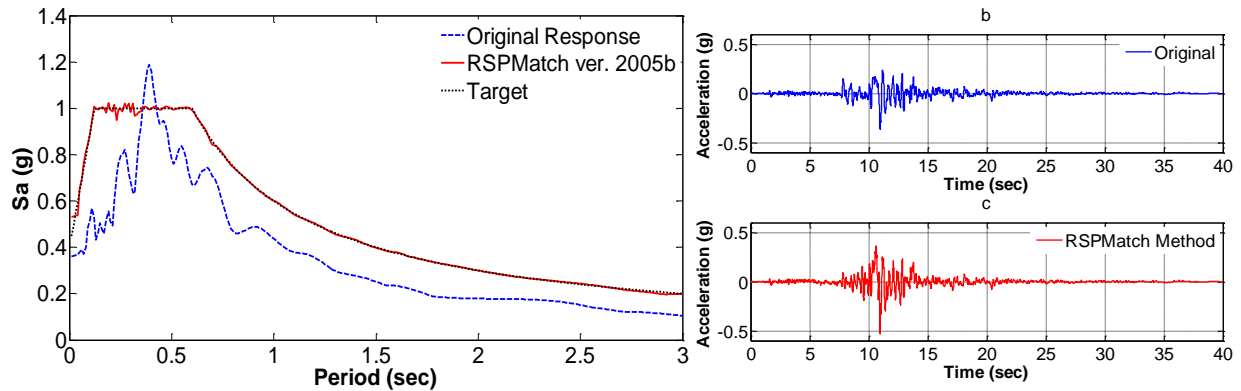 1.4
1.2
1
0.8
0.6
0.4
0.2
0
Sa (g)
Original Response
RSPMatch ver. 2005b
Target
0 0.5 1 1.5 2 2.5 3
Period (sec)
b
0.5
0
-0.5
Acceleration (g)
Original
0 5 10 15 20 25 30 35 40
Time (sec)
c
0.5
0
-0.5
Acceleration (g)
RSPMatch Method
0 5 10 15 20 25 30 35 40
Time (sec)